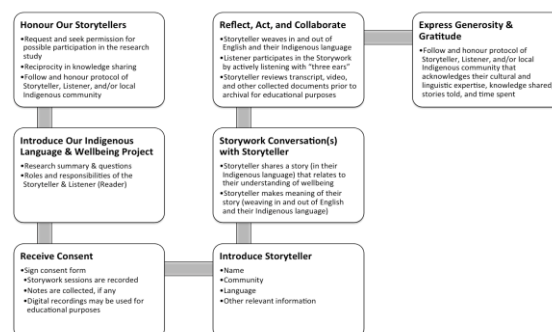 Honour Our Storytellers
•Request and seek permission for
possible participation in the research
study
•Reciprocity in knowledge sharing
•Follow and honour protocol of
Storyteller, Listener, and/or local
Indigenous community
Introduce Our Indigenous
Language & Wellbeing Project
•Research summary & questions
•Roles and responsibilities of the
Storyteller & Listener (Reader)
Receive Consent
•Sign consent form
•Storywork sessions are recorded
•Notes are collected, if any
•Digital recordings may be used for
educational purposes
Introduce Storyteller
•Name
•Community
•Language
•Other relevant information
Storywork Conversation(s)
with Storyteller
•Storyteller shares a story (in their
Indigenous language) that relates to
their understanding of wellbeing
•Storyteller makes meaning of their
story (weaving in and out of English
and their Indigenous language)
Reflect, Act, and Collaborate
•Storyteller weaves in and out of
English and their Indigenous language
•Listener participates in the Storywork
by actively listening with "three ears"
•Storyteller reviews transcript, video,
and other collected documents prior to
archival for educational purposes
Express Generosity &
Gratitude
•Follow and honour protocol of
Storyteller, Listener, and/or local
Indigenous community that
acknowledges their cultural and
linguistic expertise, knowledge shared,
stories told, and time spent